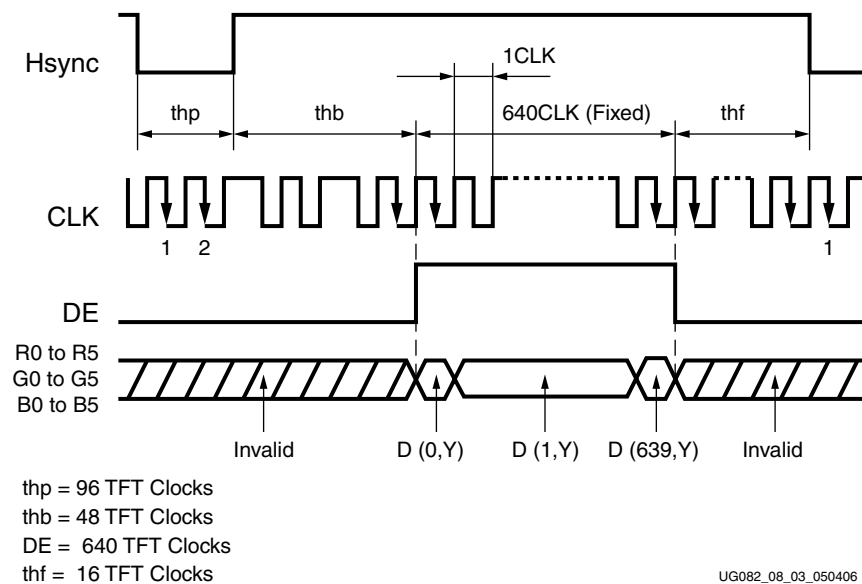 Hsync
1CLK
thp
thb
640CLK (Fixed)
thf
CLK
1
2
1
DE
R0 to R5
G0 to G5
B0 to B5
Invalid
D (0,Y)
D (1,Y)
D (639,Y)
Invalid
thp = 96 TFT Clocks
thb = 48 TFT Clocks
DE = 640 TFT Clocks
thf = 16 TFT Clocks
UG082_08_03_050406